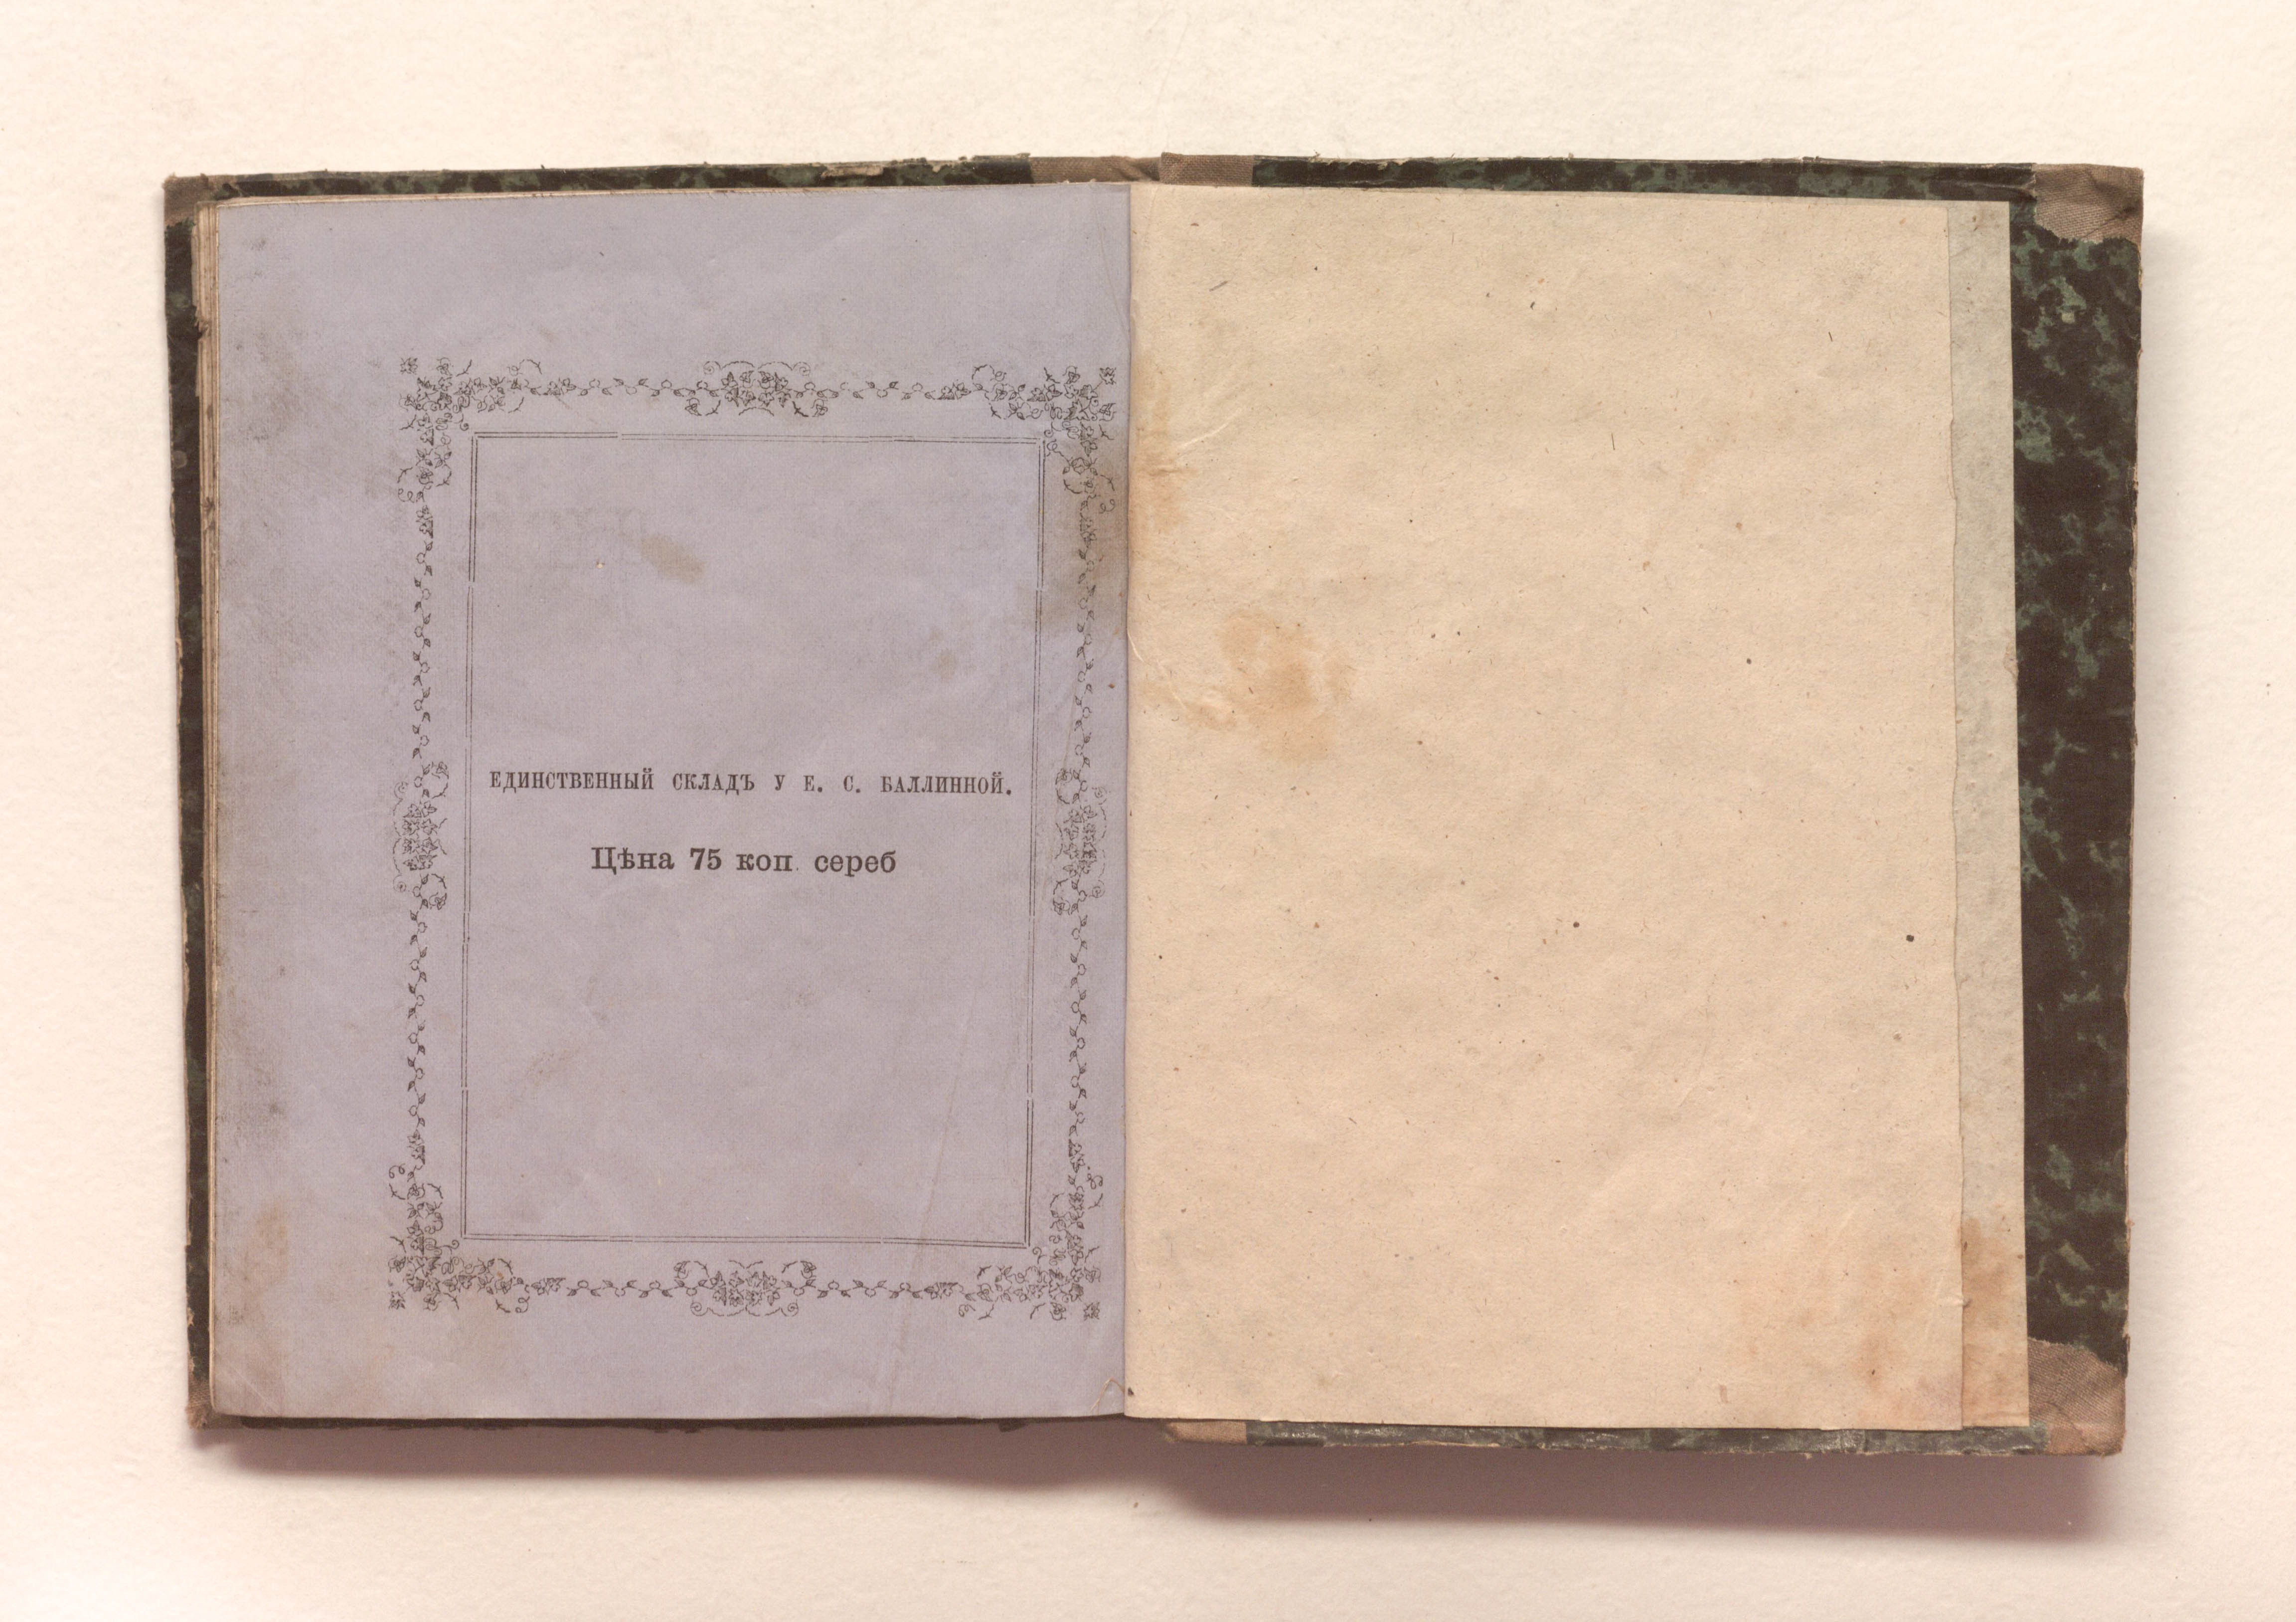 ЕДИНСТВЕННЫЙ СКЛАДЪ У Е. С. БАЛЛИННОЙ.
Цѣна 75 коп. сереб